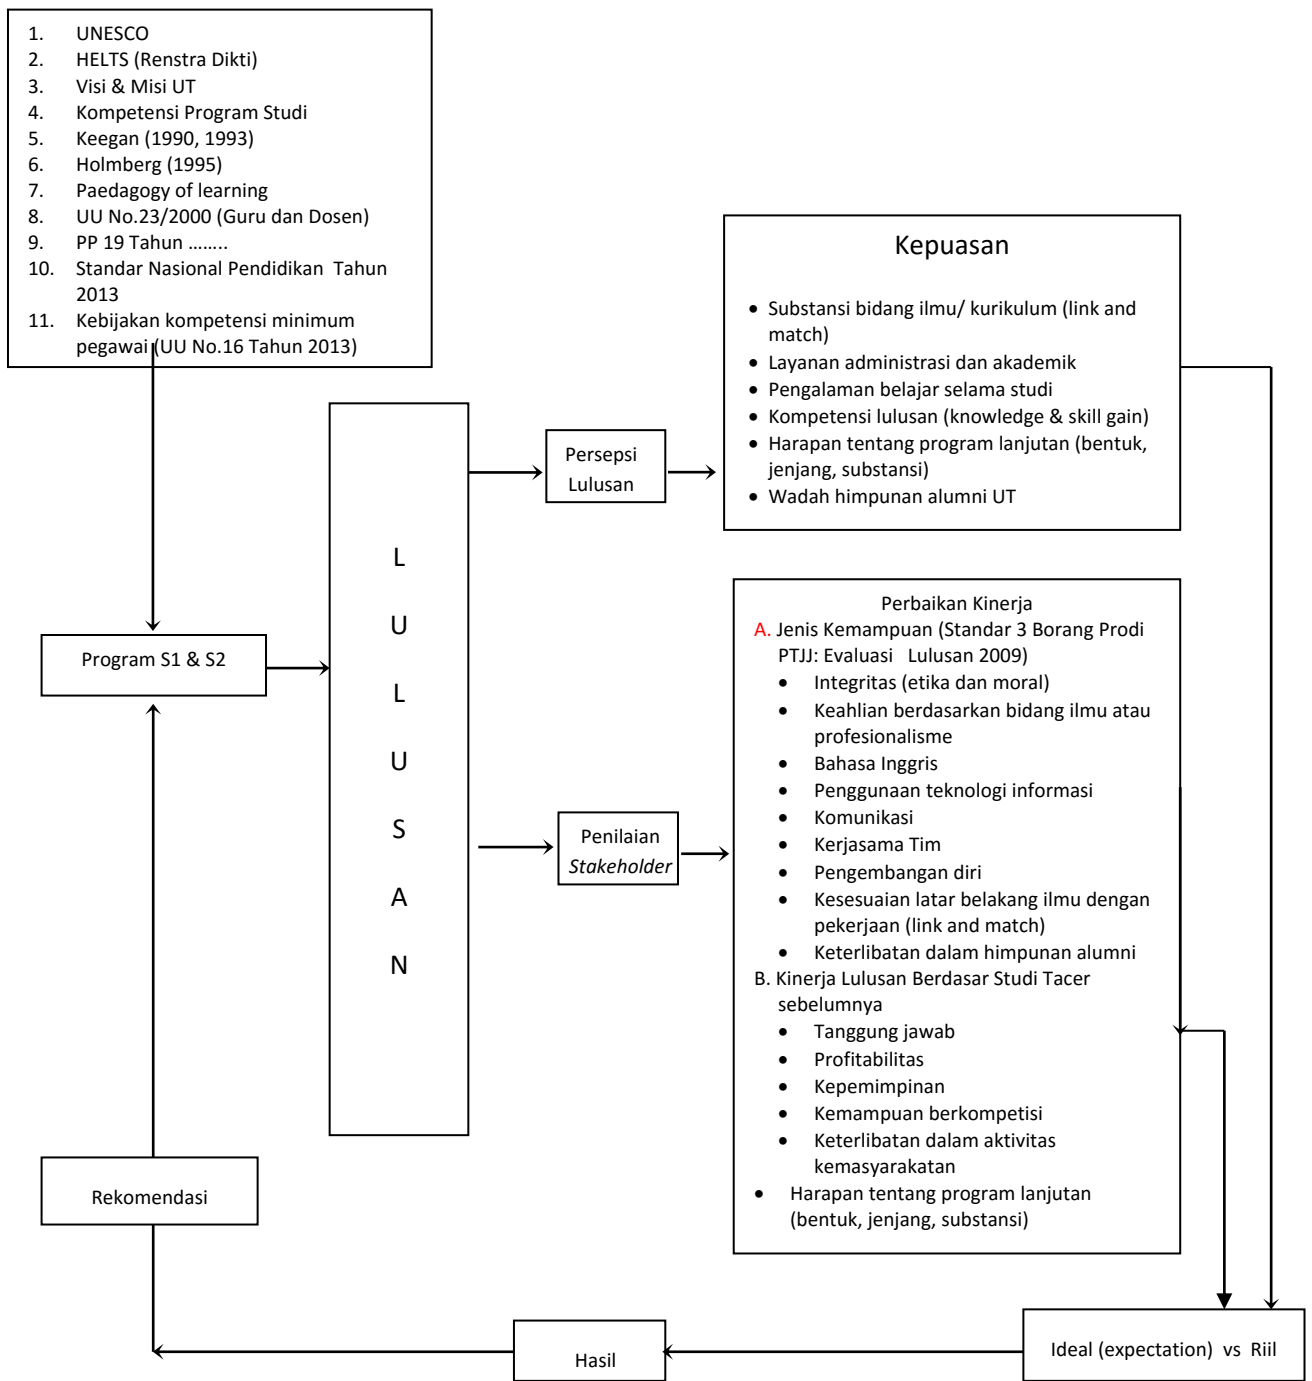 1. UNESCO
2. HELTS (Renstra Dikti)
3. Visi & Misi UT
4. Kompetensi Program Studi
5. Keegan (1990, 1993)
6. Holmberg (1995)
7. Paedagogy of learning
8. UU No.23/2000 (Guru dan Dosen)
9. PP 19 Tahun ……..
10. Standar Nasional Pendidikan Tahun
2013
11. Kebijakan kompetensi minimum
pegawai (UU No.16 Tahun 2013)
Program S1 & S2
L
U
L
U
S
A
N
Persepsi
Lulusan
Kepuasan
• Substansi bidang ilmu/ kurikulum (link and
match)
• Layanan administrasi dan akademik
• Pengalaman belajar selama studi
• Kompetensi lulusan (knowledge & skill gain)
• Harapan tentang program lanjutan (bentuk,
jenjang, substansi)
• Wadah himpunan alumni UT
Penilaian
Stakeholder
Perbaikan Kinerja
A. Jenis Kemampuan (Standar 3 Borang Prodi
PTJJ: Evaluasi Lulusan 2009)
• Integritas (etika dan moral)
• Keahlian berdasarkan bidang ilmu atau
profesionalisme
• Bahasa Inggris
• Penggunaan teknologi informasi
• Komunikasi
• Kerjasama Tim
• Pengembangan diri
• Kesesuaian latar belakang ilmu dengan
pekerjaan (link and match)
• Keterlibatan dalam himpunan alumni
B. Kinerja Lulusan Berdasar Studi Tacer
sebelumnya
• Tanggung jawab
• Profitabilitas
• Kepemimpinan
• Kemampuan berkompetisi
• Keterlibatan dalam aktivitas
kemasyarakatan
• Harapan tentang program lanjutan
(bentuk, jenjang, substansi)
Rekomendasi
Hasil
Ideal (expectation) vs Riil